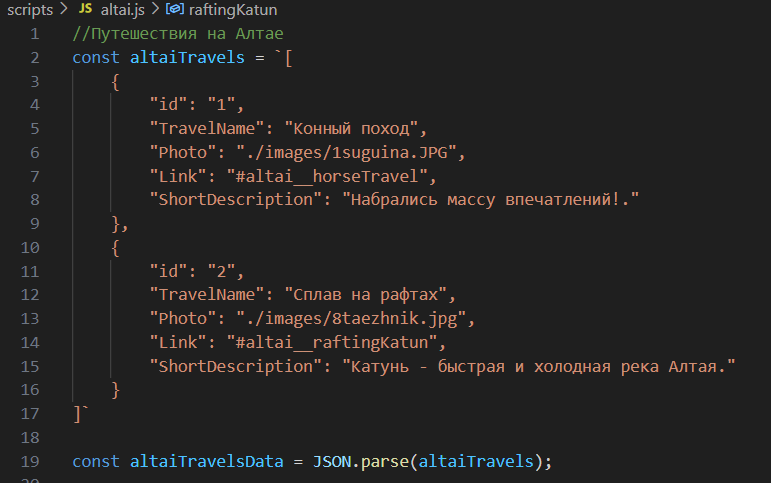 scripts > JS altai.js > raftingKatun
1 //Путешествия на Алтае
2 const altaiTravels = `[
3 {
4 "id": "1",
5 "TravelName": "Конный поход",
6 "Photo": "./images/1suguina.JPG",
7 "Link": "#altai__horseTravel",
8 "ShortDescription": "Набрались массу впечатлений!."
9 },
10 {
11 "id": "2",
12 "TravelName": "Сплав на рафтах",
13 "Photo": "./images/8taezhnik.jpg",
14 "Link": "#altai__raftingKatun",
15 "ShortDescription": "Катунь - быстрая и холодная река Алтая."
16 }
17 ]`
18
19 const altaiTravelsData = JSON.parse(altaiTravels);